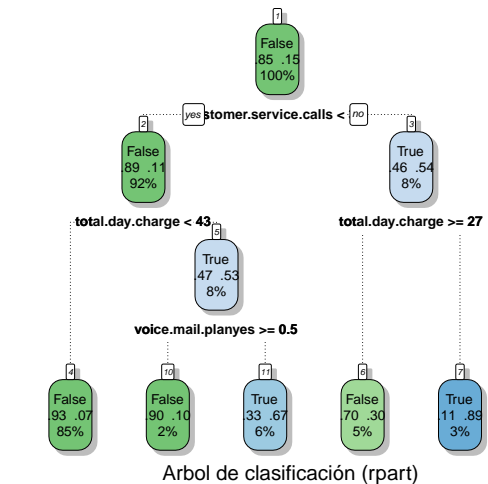 1
False
.85 .15
100%
yes
stomer.service.calls <
no
2
False
.89 .11
92%
3
True
.46 .54
8%
total.day.charge < 43
total.day.charge >= 27
5
True
.47 .53
8%
voice.mail.planyes >= 0.5
4
False
.93 .07
85%
10
False
.90 .10
2%
11
True
.33 .67
6%
6
False
.70 .30
5%
7
True
.11 .89
3%
Arbol de clasificación (rpart)